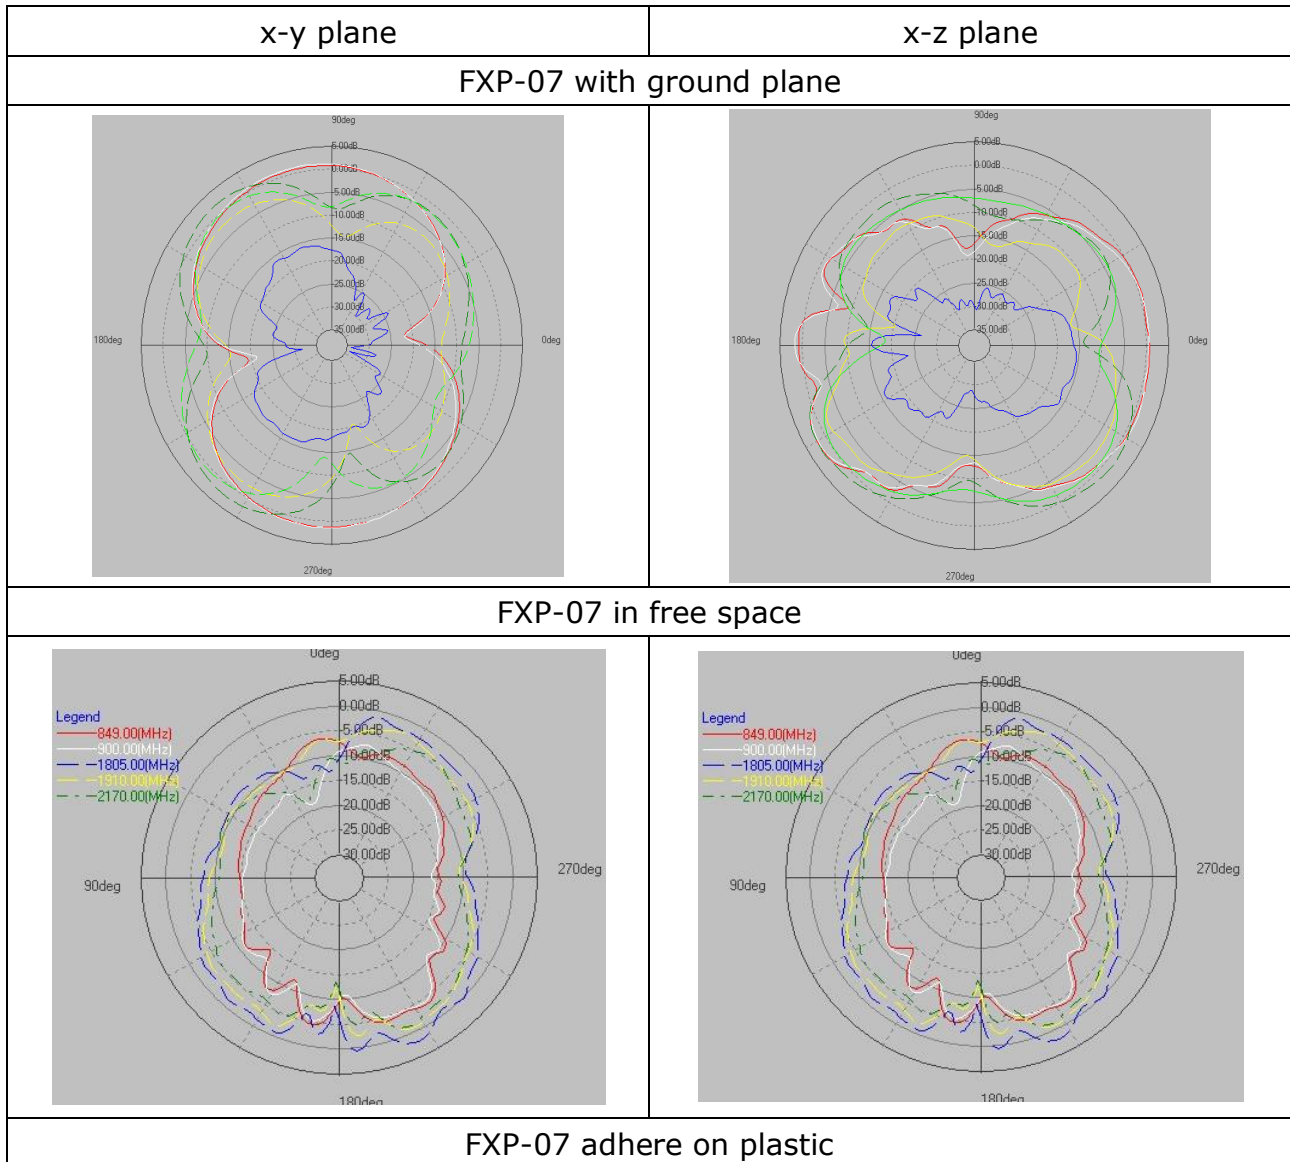 x-y plane
x-z plane
FXP-07 with ground plane
90deg
5.00dB
0.00dB
5.00dB
10.00dB
15.00dB
20.00dB
25.00dB
30.00dB
35.00dB
180deg
0deg
270deg
90deg
5.00dB
0.00dB
5.00dB
10.00dB
15.00dB
20.00dB
25.00dB
30.00dB
35.00dB
180deg
0deg
270deg
FXP-07 in free space
0deg
5.00dB
0.00dB
5.00dB
10.00dB
15.00dB
20.00dB
25.00dB
30.00dB
Legend
849.00(MHz)
900.00(MHz)
1805.00(MHz)
1910.00(MHz)
2170.00(MHz)
90deg
270deg
180deg
0deg
5.00dB
0.00dB
5.00dB
10.00dB
15.00dB
20.00dB
25.00dB
30.00dB
Legend
849.00(MHz)
900.00(MHz)
1805.00(MHz)
1910.00(MHz)
2170.00(MHz)
90deg
270deg
180deg
FXP-07 adhere on plastic